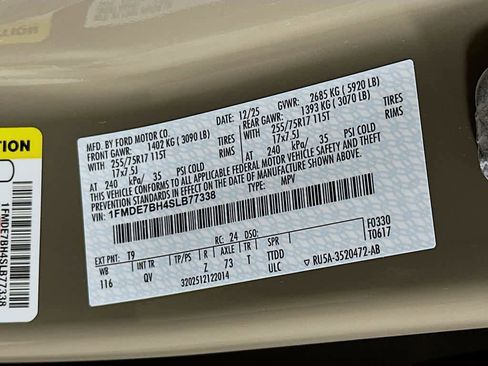 MFD. BY FORD MOTOR CO.
DATE: 12/25 GVWR: 2685 KG (5920 LB)
FRONT GAWR: 1402 KG (3090 LB) TIRES REAR GAWR: 1393 KG (3070 LB) TIRES
255/75R17 115T WITH 255/75R17 115T WITH
17x7.5J RIMS 17x7.5J RIMS
AT 240 kPa/ 35 PSI COLD AT 240 kPa/ 35 PSI COLD
THIS VEHICLE CONFORMS TO ALL APPLICABLE FEDERAL MOTOR VEHICLE SAFETY AND THEFT
PREVENTION STANDARDS IN EFFECT ON THE DATE OF MANUFACTURE SHOWN ABOVE.
VIN: 1FMDE7BH4SLB77338 TYPE: MPV
F0330
T0617
EXT PNT: T9 RC: 24 DSO:
WB INT TR TP/PS R AXLE TR SPR
116 QV Z 73 T TTDD
3202512122014 ULC RU5A-3520472-AB
1FMDE7BH4SLB77338